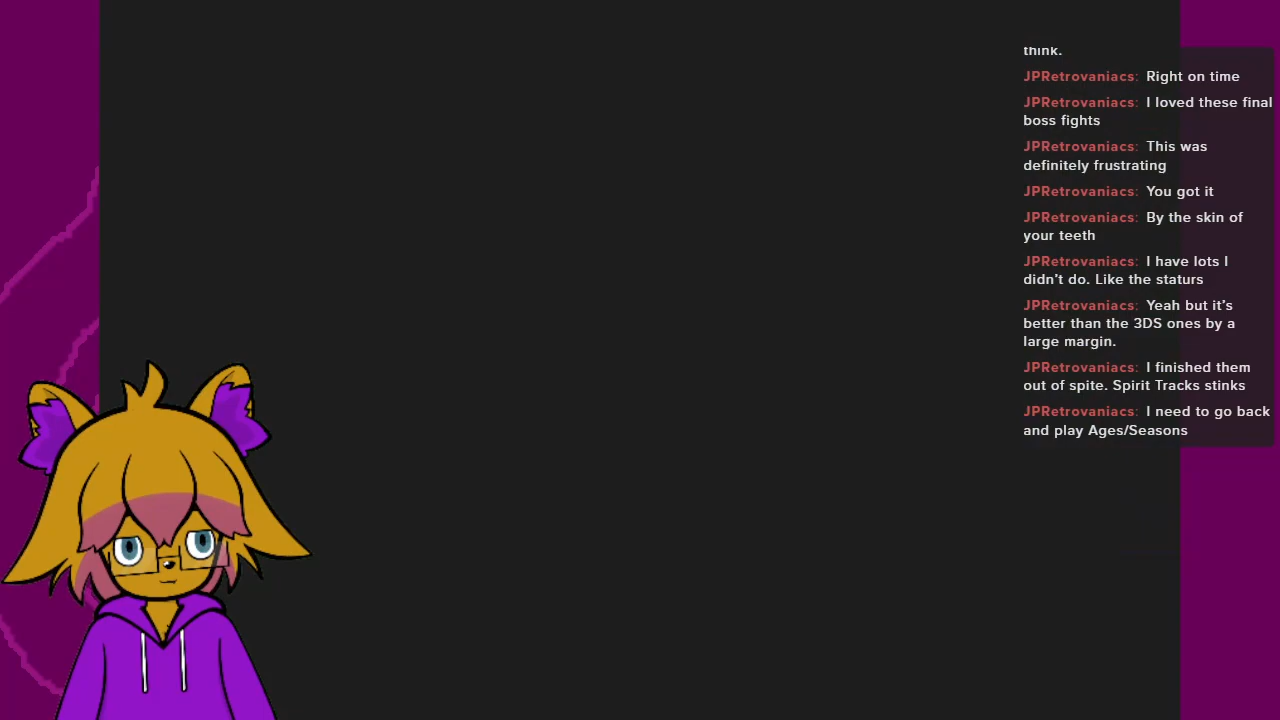 think.
JPRetrovaniacs: Right on time
JPRetrovaniacs: I loved these final
boss fights
JPRetrovaniacs: This was
definitely frustrating
JPRetrovaniacs: You got it
JPRetrovaniacs: By the skin of
your teeth
JPRetrovaniacs: I have lots I
didn't do. Like the staturs
JPRetrovaniacs: Yeah but it's
better than the 3DS ones by a
large margin.
JPRetrovaniacs: I finished them
out of spite. Spirit Tracks stinks
JPRetrovaniacs: I need to go back
and play Ages/Seasons